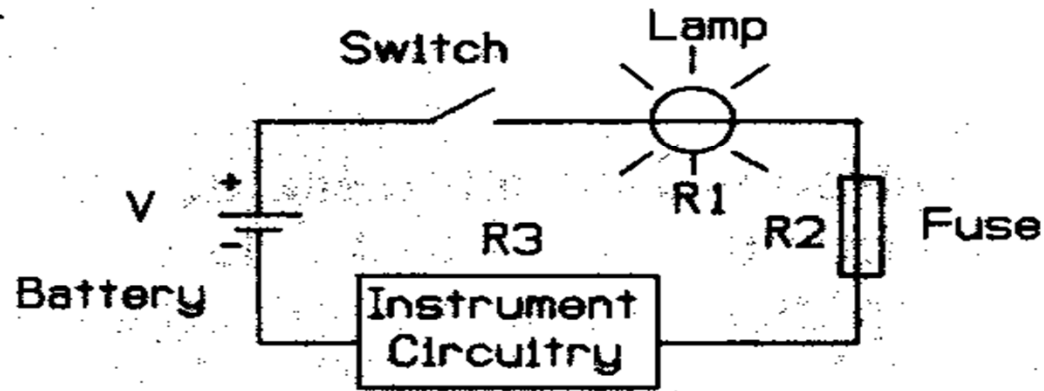 Lamp
Switch
+
V
R1
R2
Fuse
-
R3
Battery
Instrument
Circuitry